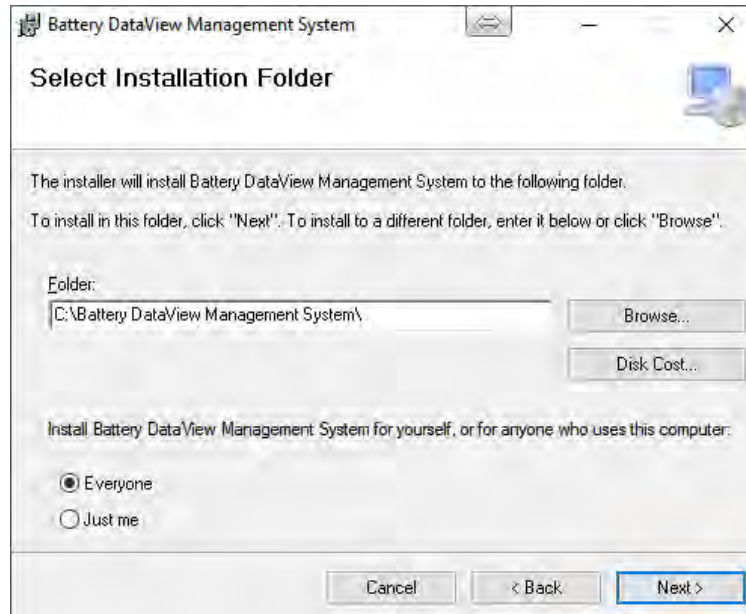 Battery DataView Management System
Select Installation Folder
The installer will install Battery DataView Management System to the following folder.
To install in this folder, click "Next". To install to a different folder, enter it below or click "Browse".
Folder:
C:\Battery DataView Management System\
Browse...
Disk Cost...
Install Battery DataView Management System for yourself, or for anyone who uses this computer:
Everyone
Just me
Cancel
< Back
Next >